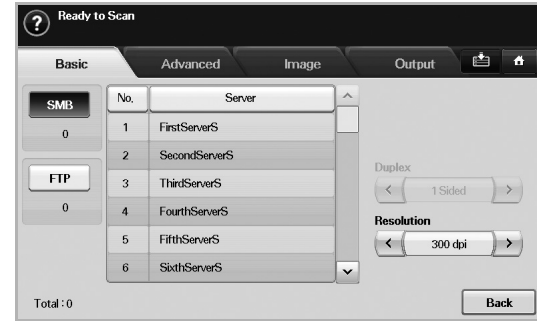 Ready to Scan
Basic Advanced Image Output
SMB
0
FTP
0
No. Server
1 FirstServerS
2 SecondServerS
3 ThirdServerS
4 FourthServerS
5 FifthServerS
6 SixthServerS
Duplex
1 Sided
Resolution
300 dpi
Total : 0
Back